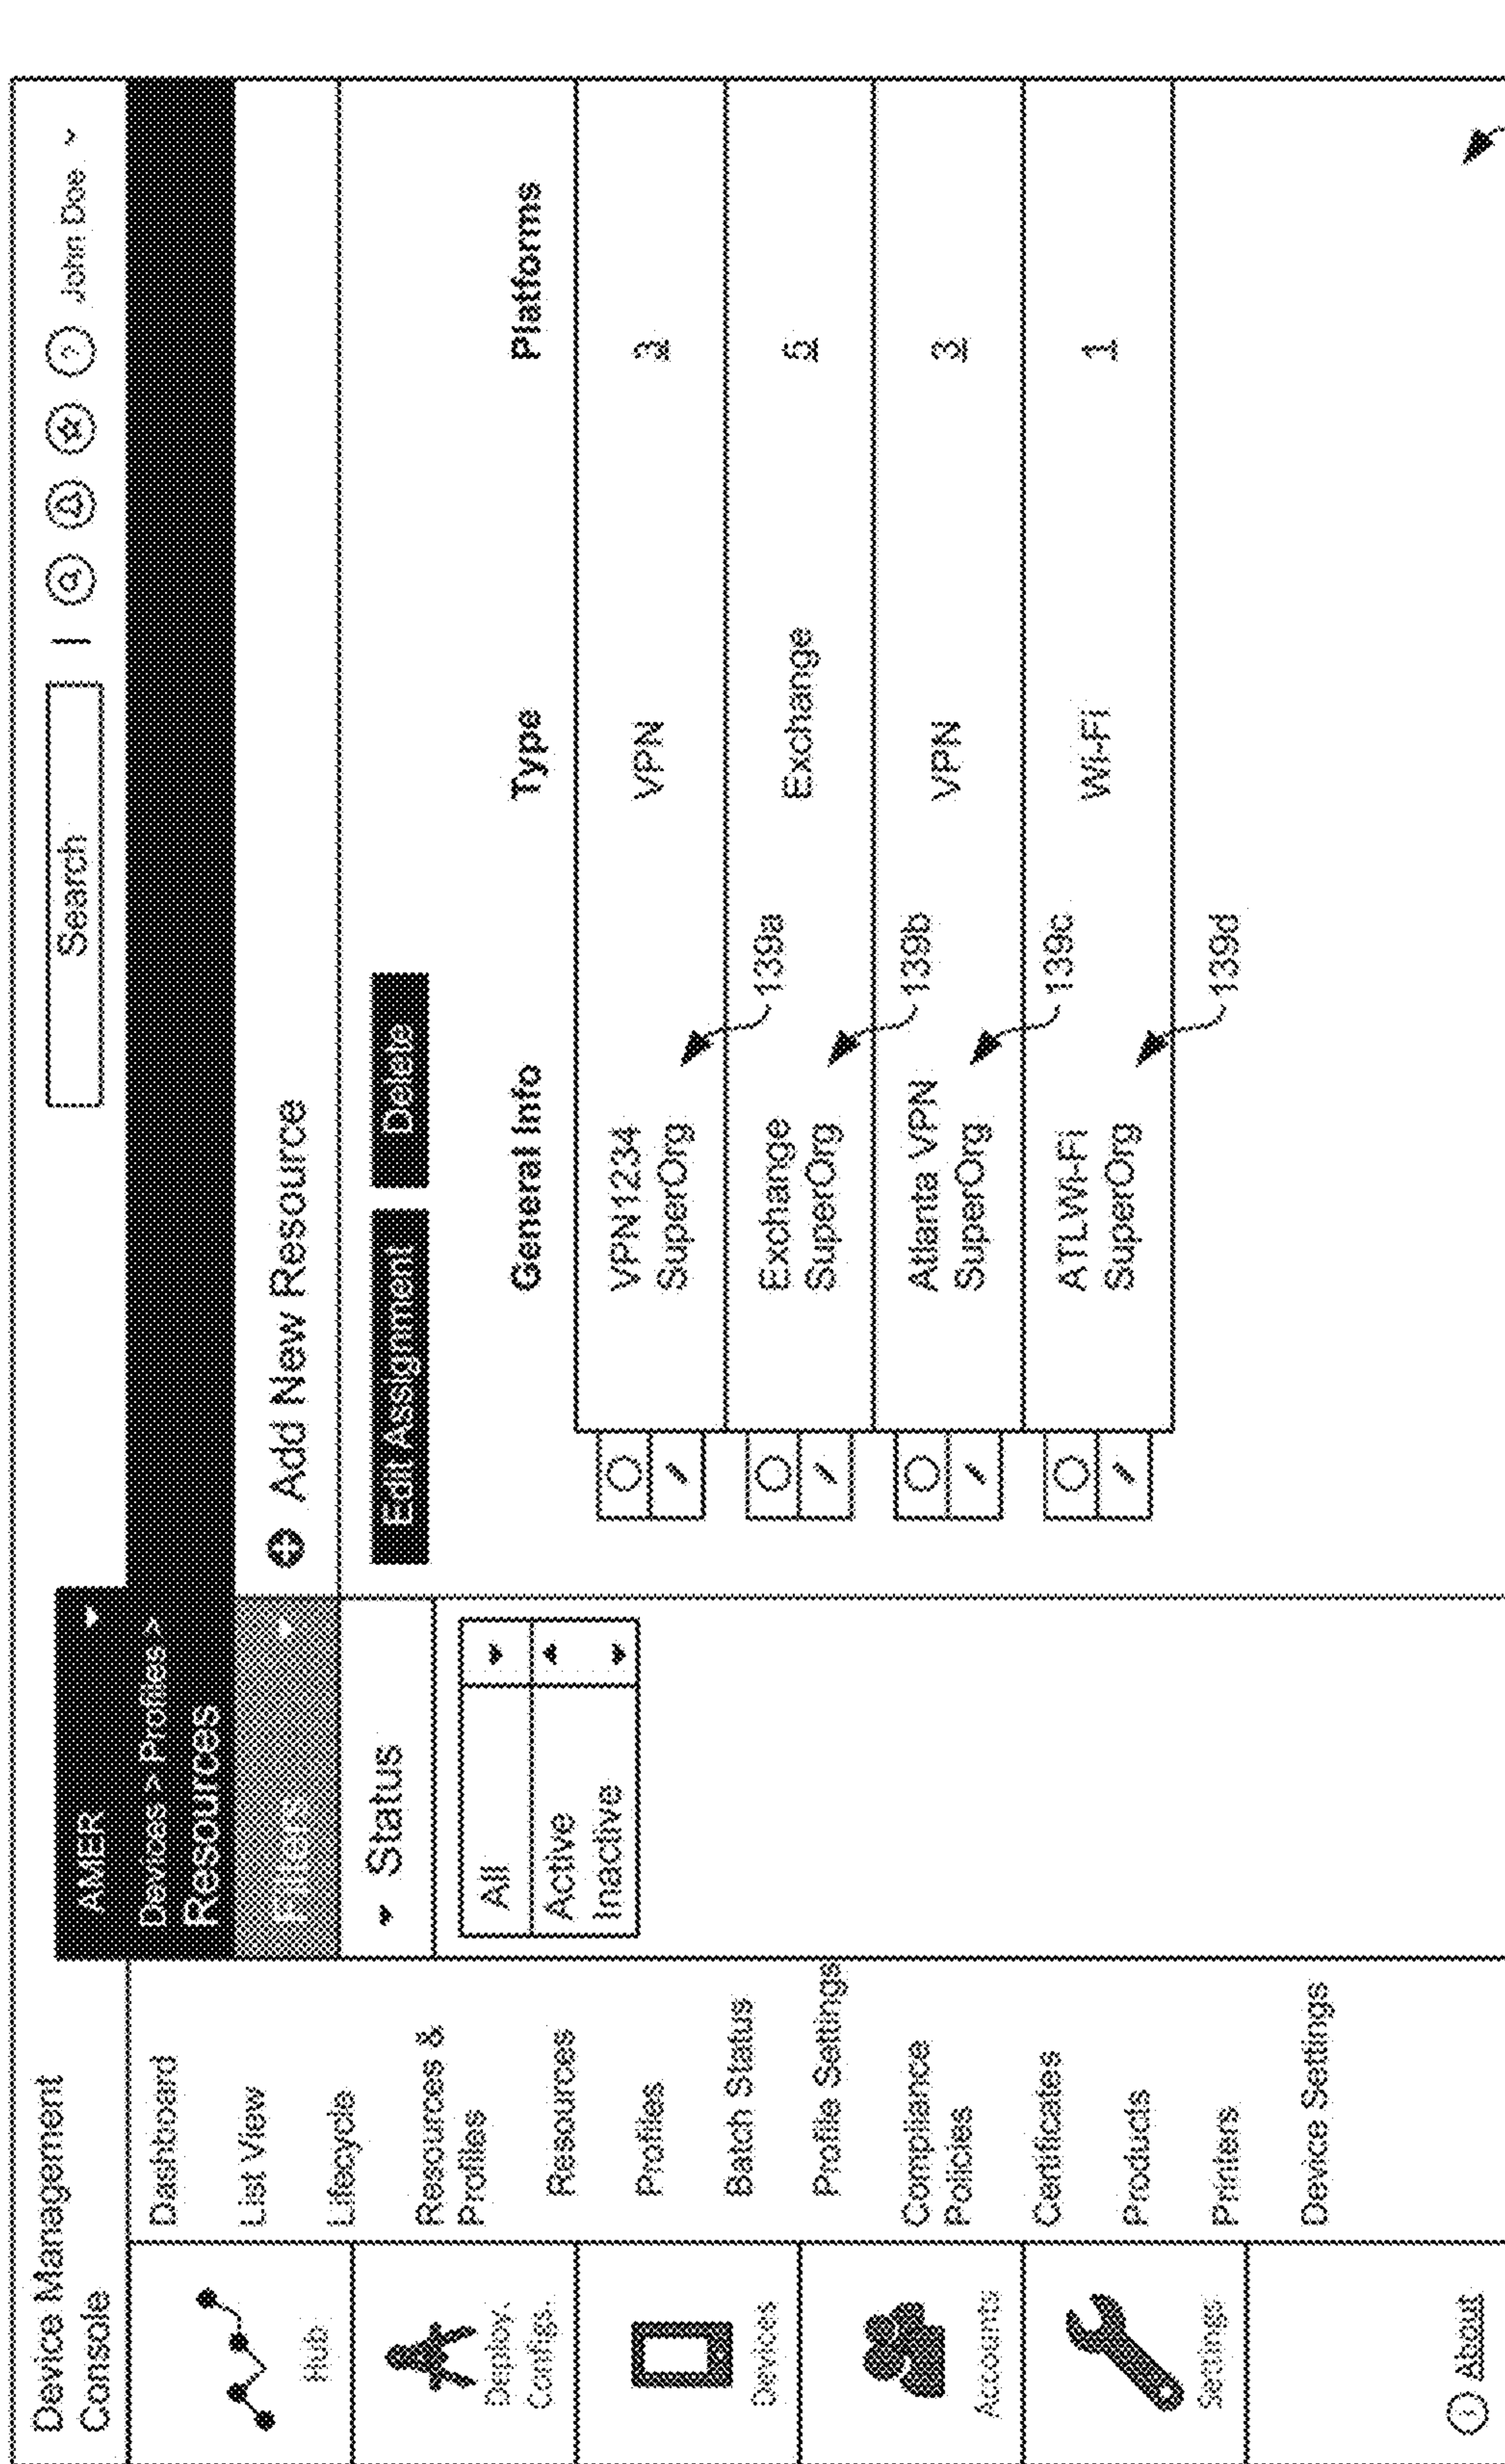 Device Management
Console
Search
John Doe
AMER
Devices > Profiles >
Resources
Filters
Add New Resource
Status
All
Active
Inactive
Edit Assignment
Delete
General Info
Type
Platforms
VPN1234
SuperOrg
VPN
3
139a
Exchange
SuperOrg
Exchange
5
139b
Atlanta VPN
SuperOrg
VPN
3
139c
ATLWi-Fi
SuperOrg
Wi-Fi
1
139d
Hub
Deploy.
Configs.
Devices
Accounts
Settings
About
Dashboard
List View
Lifecycle
Resources &
Profiles
Resources
Profiles
Batch Status
Profile Settings
Compliance
Policies
Certificates
Products
Printers
Device Settings